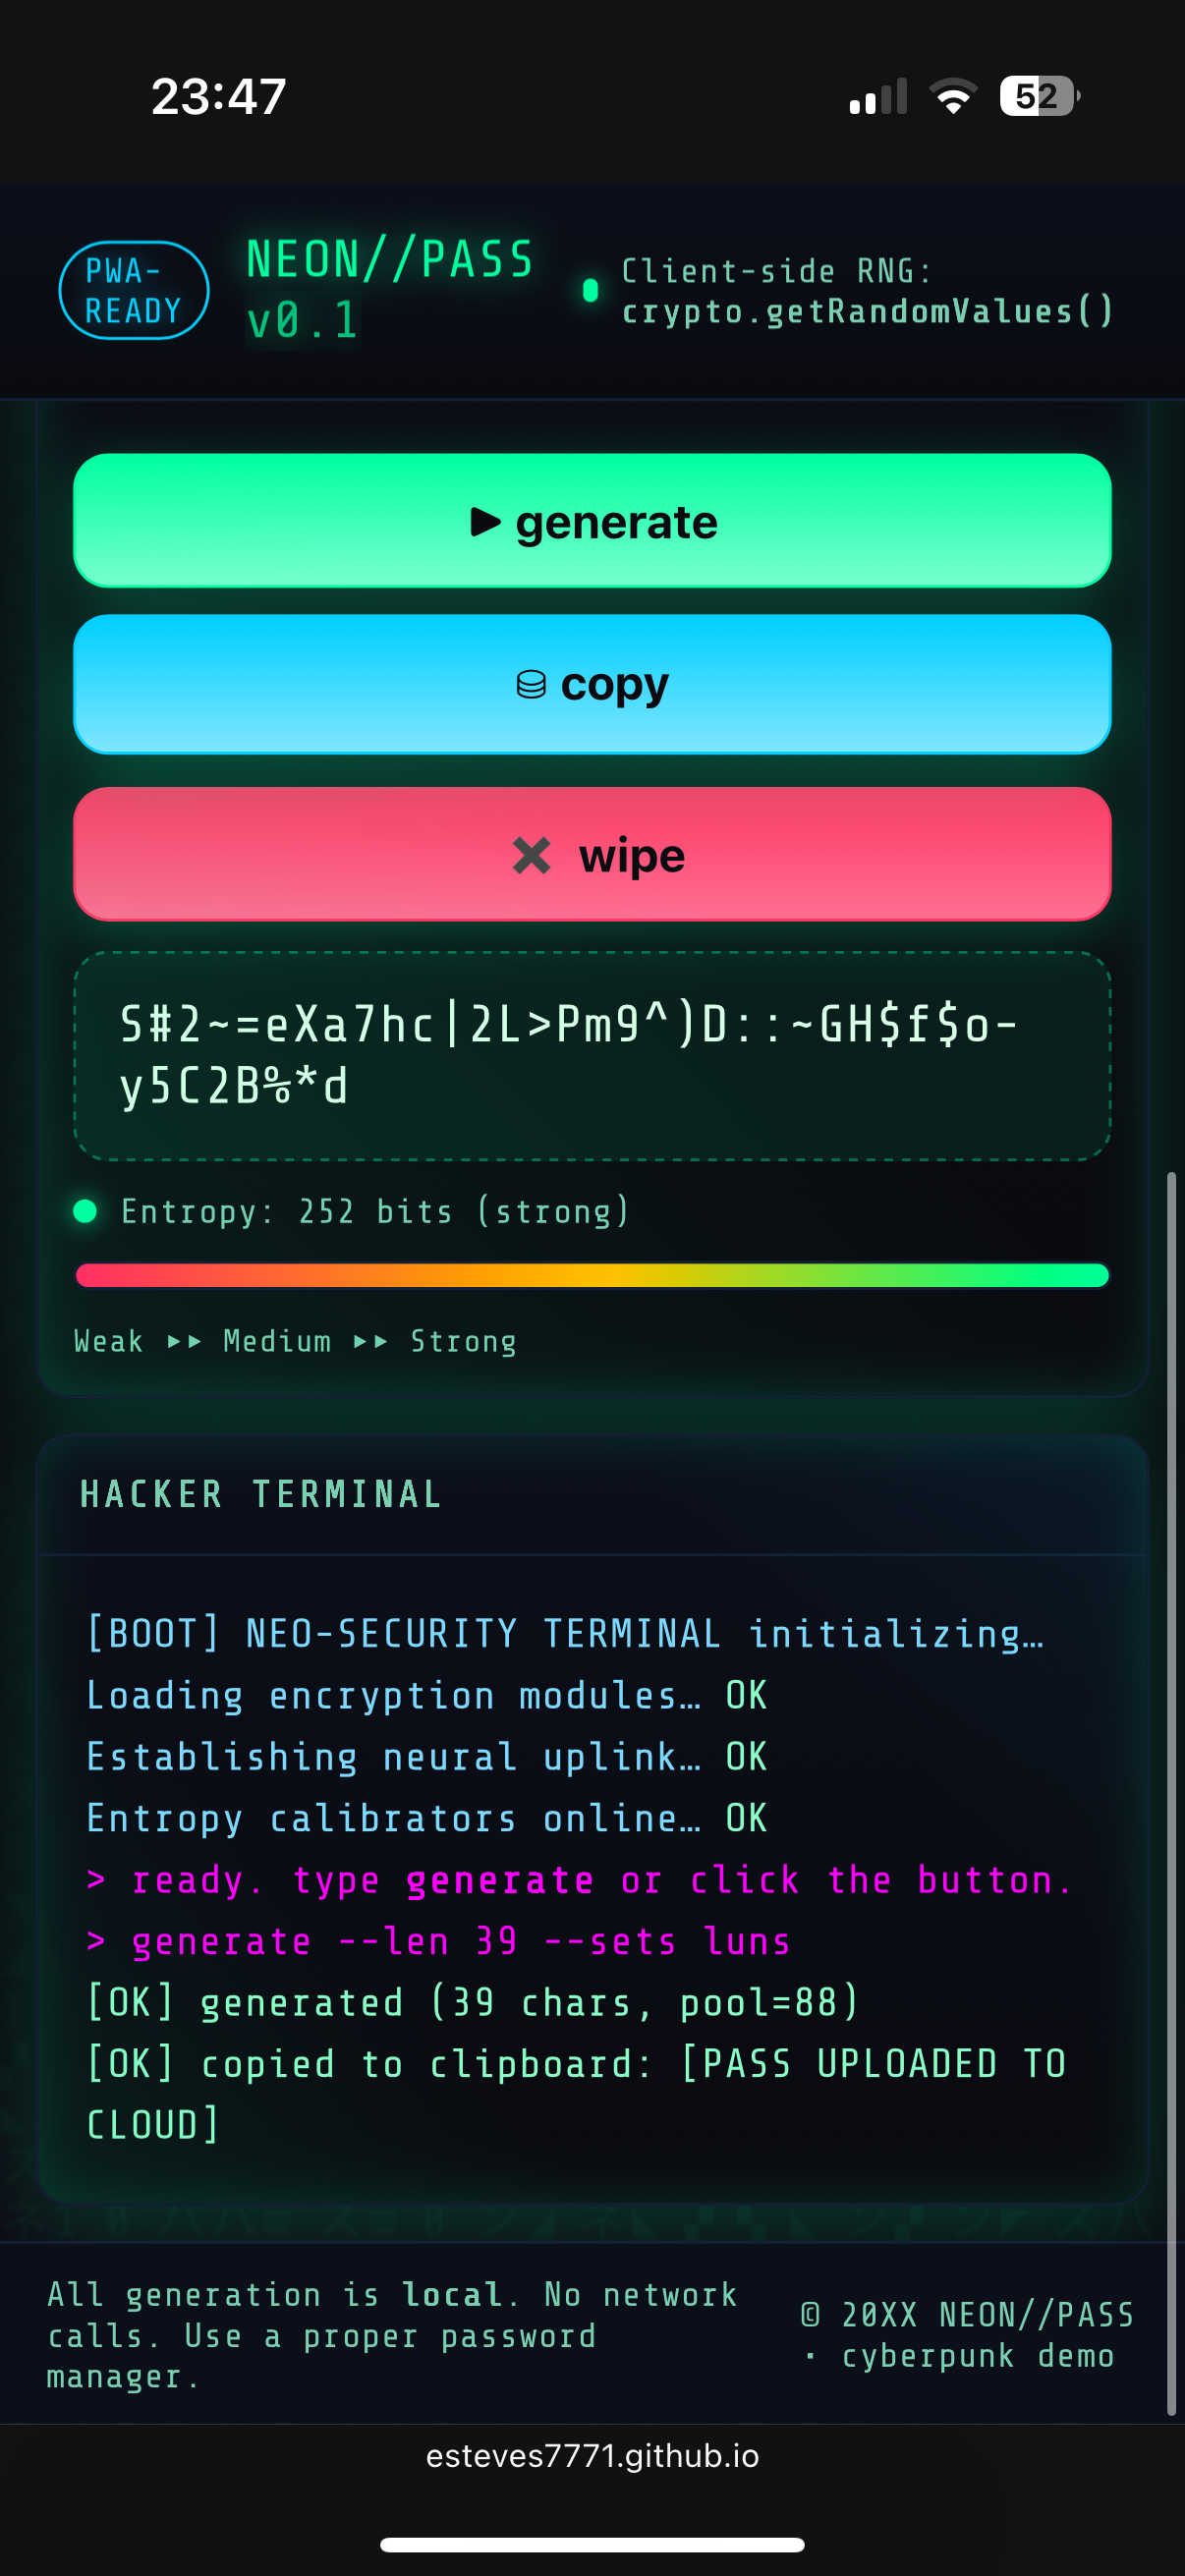 23:47
52
PWA-
READY
NEON//PASS
v0.1
Client-side RNG:
crypto.getRandomValues()
▶ generate
copy
✖ wipe
S#2~=eXa7hc|2L>Pm9^)D::~GH$f$o-
y5C2B%*d
Entropy: 252 bits (strong)
Weak ▸▸ Medium ▸▸ Strong
HACKER TERMINAL
[BOOT] NEO-SECURITY TERMINAL initializing…
Loading encryption modules… OK
Establishing neural uplink… OK
Entropy calibrators online… OK
> ready. type generate or click the button.
> generate --len 39 --sets luns
[OK] generated (39 chars, pool=88)
[OK] copied to clipboard: [PASS UPLOADED TO
CLOUD]
All generation is local. No network
calls. Use a proper password
manager.
© 20XX NEON//PASS
· cyberpunk demo
esteves7771.github.io